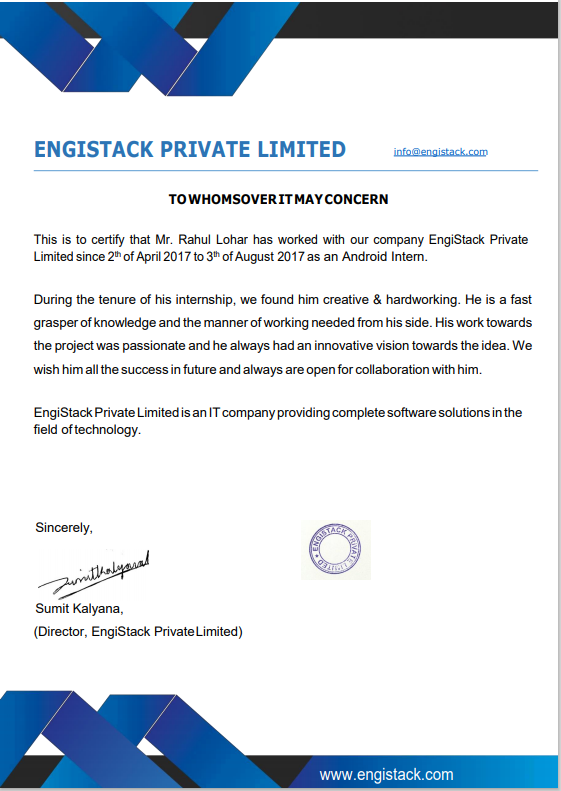 ENGISTACK PRIVATE LIMITED
info@engistack.com
TO WHOMSOVER IT MAY CONCERN
This is to certify that Mr. Rahul Lohar has worked with our company EngiStack Private
Limited since 2th of April 2017 to 3th of August 2017 as an Android Intern.
During the tenure of his internship, we found him creative & hardworking. He is a fast
grasper of knowledge and the manner of working needed from his side. His work towards
the project was passionate and he always had an innovative vision towards the idea. We
wish him all the success in future and always are open for collaboration with him.
EngiStack Private Limited is an IT company providing complete software solutions in the
field of technology.
Sincerely,
ENGISTACK PRIVATE LIMITED
Sumit Kalyana,
(Director, EngiStack Private Limited)
www.engistack.com